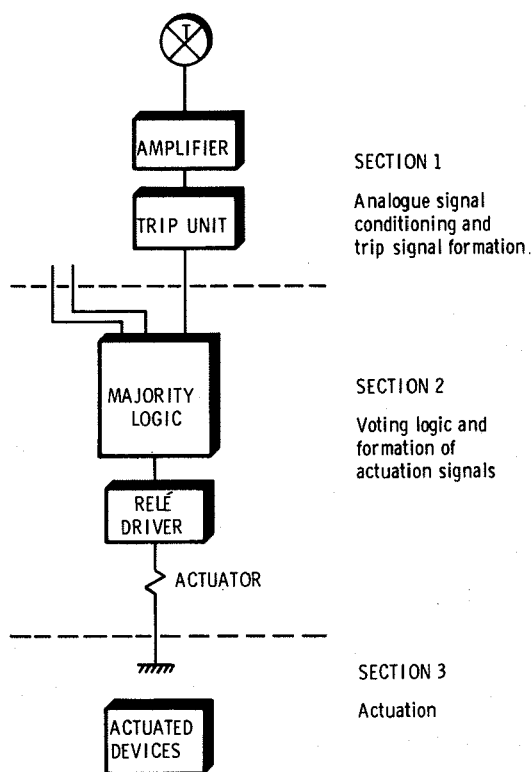 T
AMPLIFIER
TRIP UNIT
SECTION 1
Analogue signal
conditioning and
trip signal formation.
MAJORITY
LOGIC
RELÉ
DRIVER
ACTUATOR
SECTION 2
Voting logic and
formation of
actuation signals
SECTION 3
Actuation
ACTUATED
DEVICES